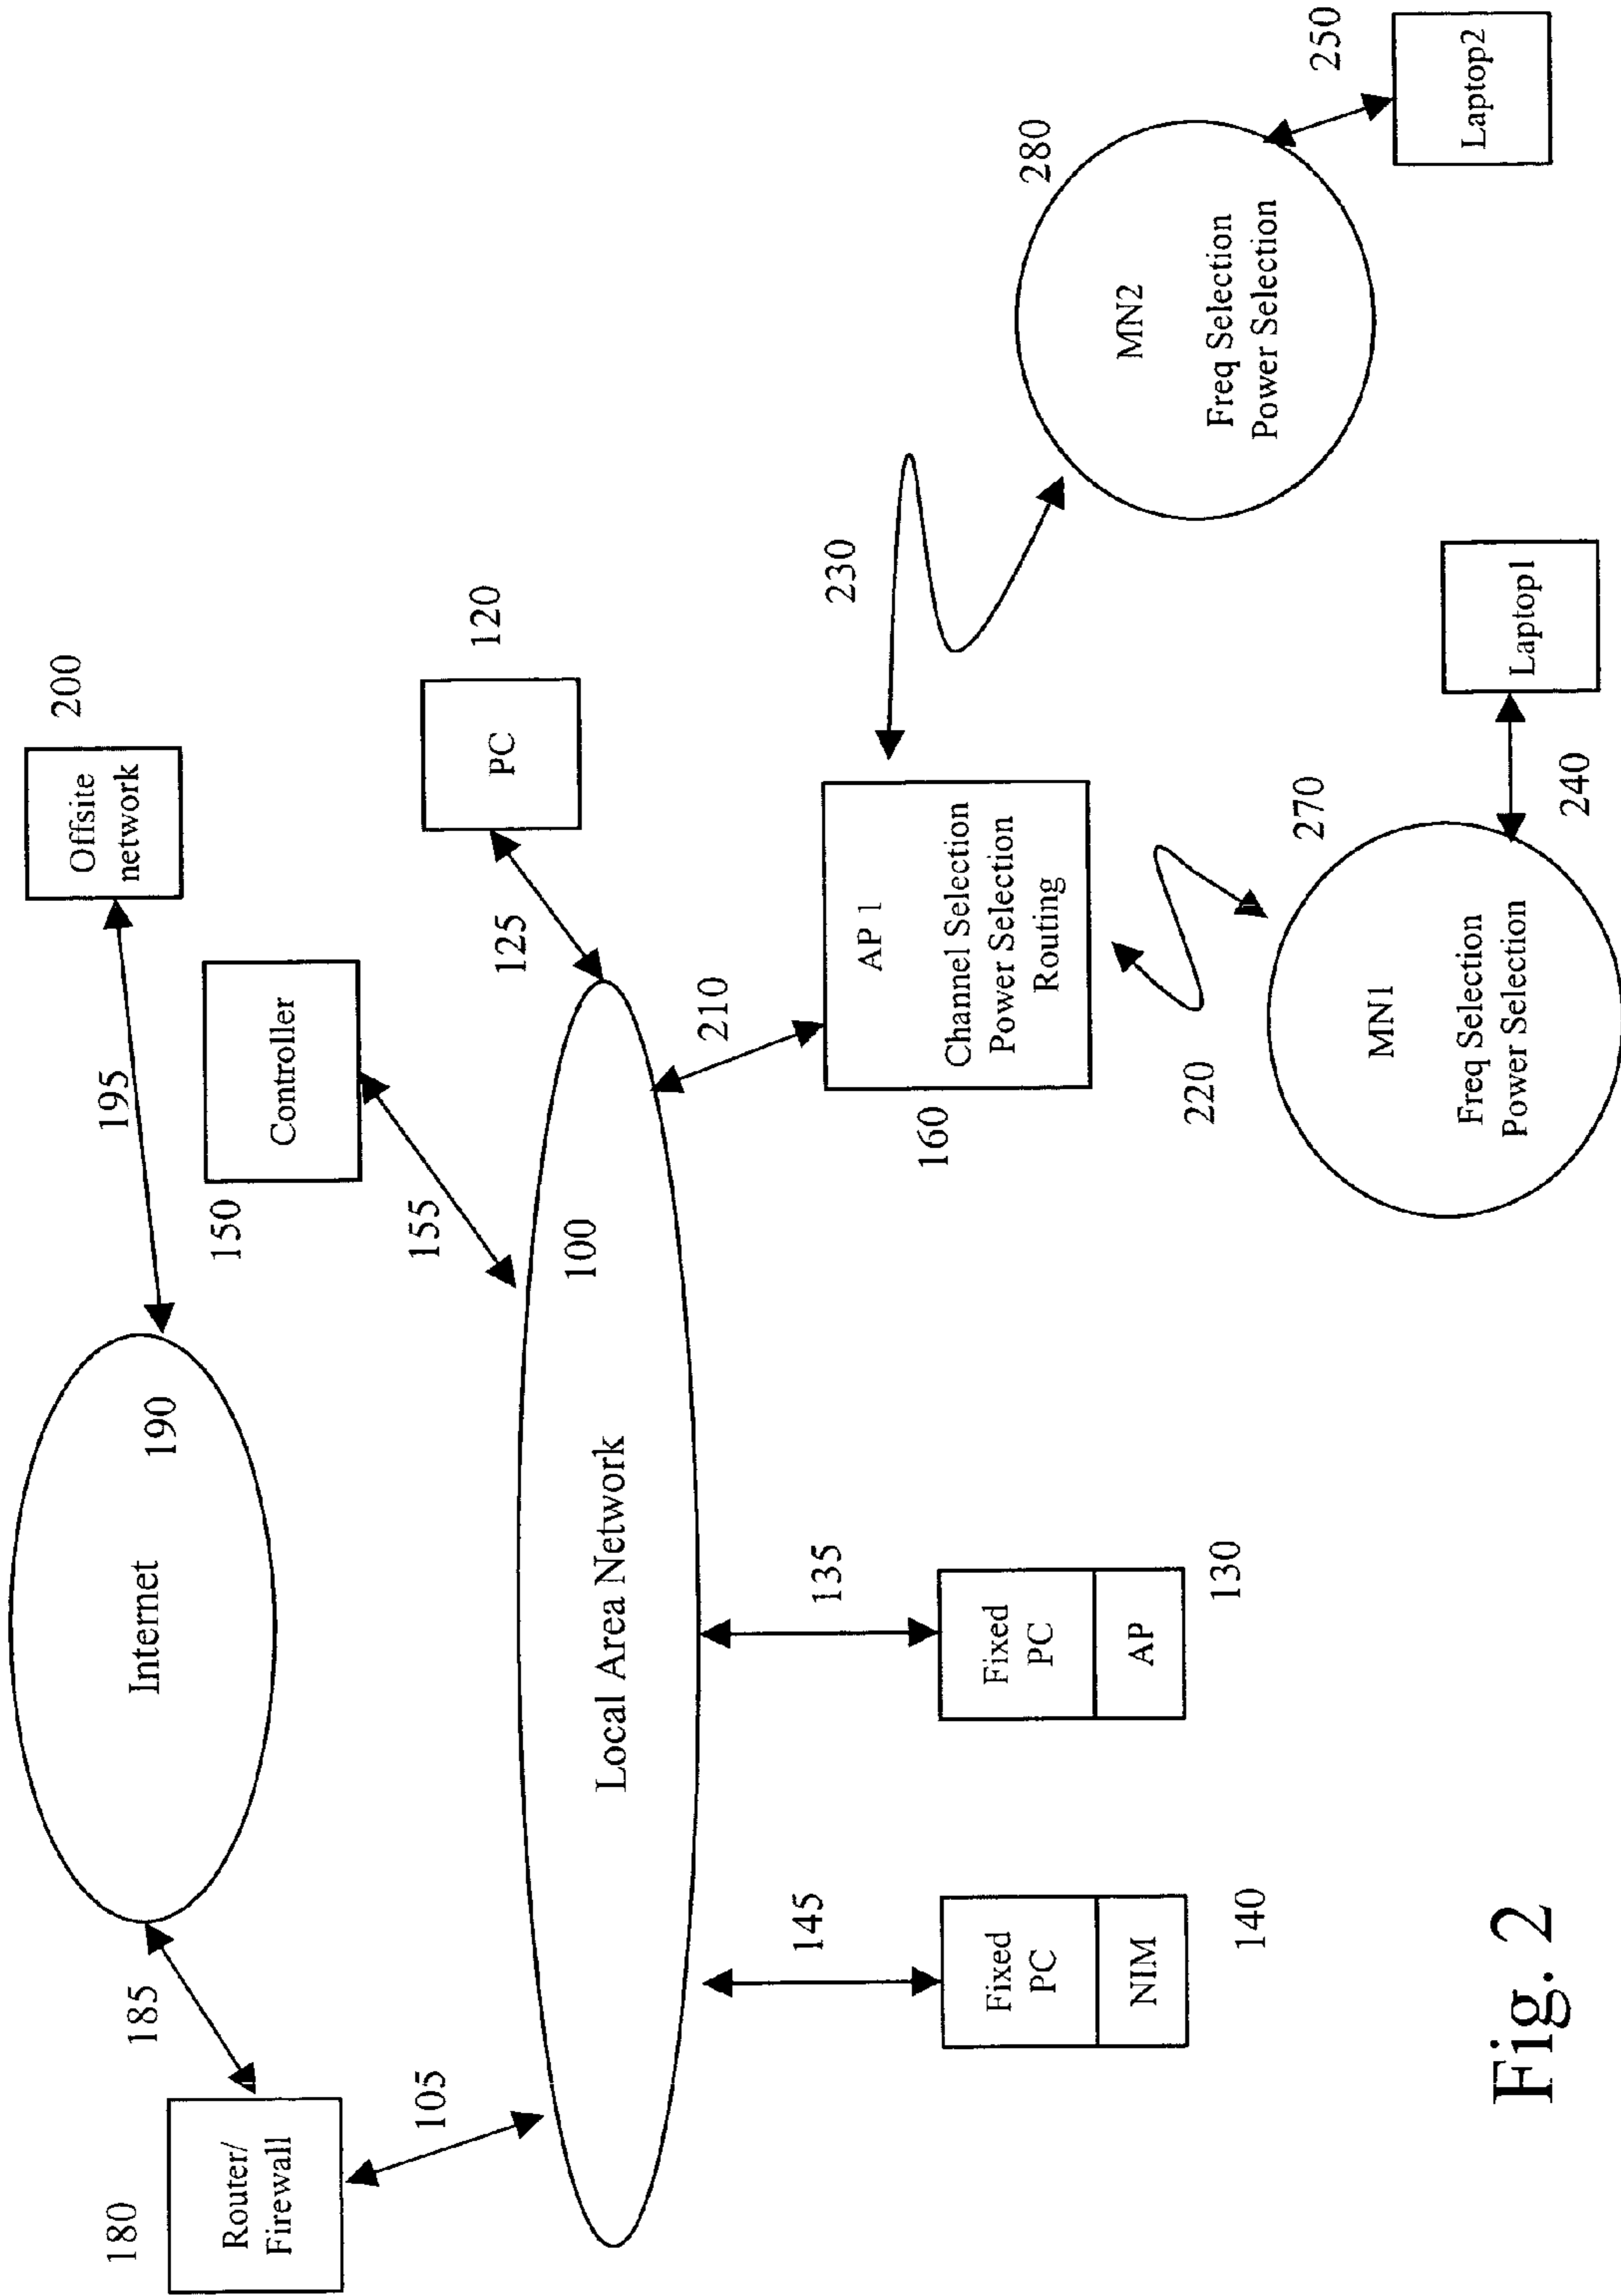 180
Router/
Firewall
185
105
Internet
190
195
Offsite
network
200
150
Controller
155
Local Area Network
100
125
PC
120
145
Fixed
PC
NIM
140
135
Fixed
PC
AP
130
210
160
AP 1
Channel Selection
Power Selection
Routing
230
220
270
MN1
Freq Selection
Power Selection
240
Laptop1
280
MN2
Freq Selection
Power Selection
250
Laptop2
Fig. 2